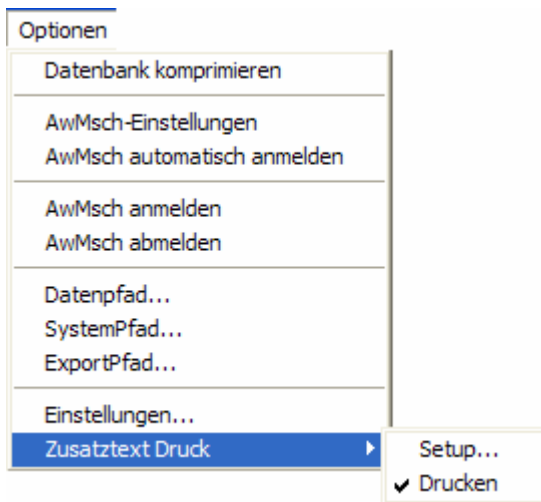 Optionen
Datenbank komprimieren
AwMsch-Einstellungen
AwMsch automatisch anmelden
AwMsch anmelden
AwMsch abmelden
Datenpfad...
SystemPfad...
ExportPfad...
Einstellungen...
Zusatztext Druck
Setup...
Drucken